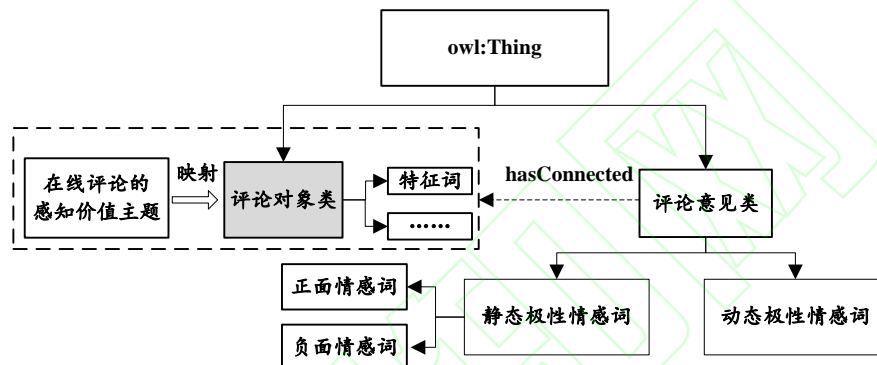 owl:Thing
映射
hasConnected
在线评论的
感知价值主题
评论对象类
特征词
······
评论意见类
正面情感词
负面情感词
静态极性情感词
动态极性情感词